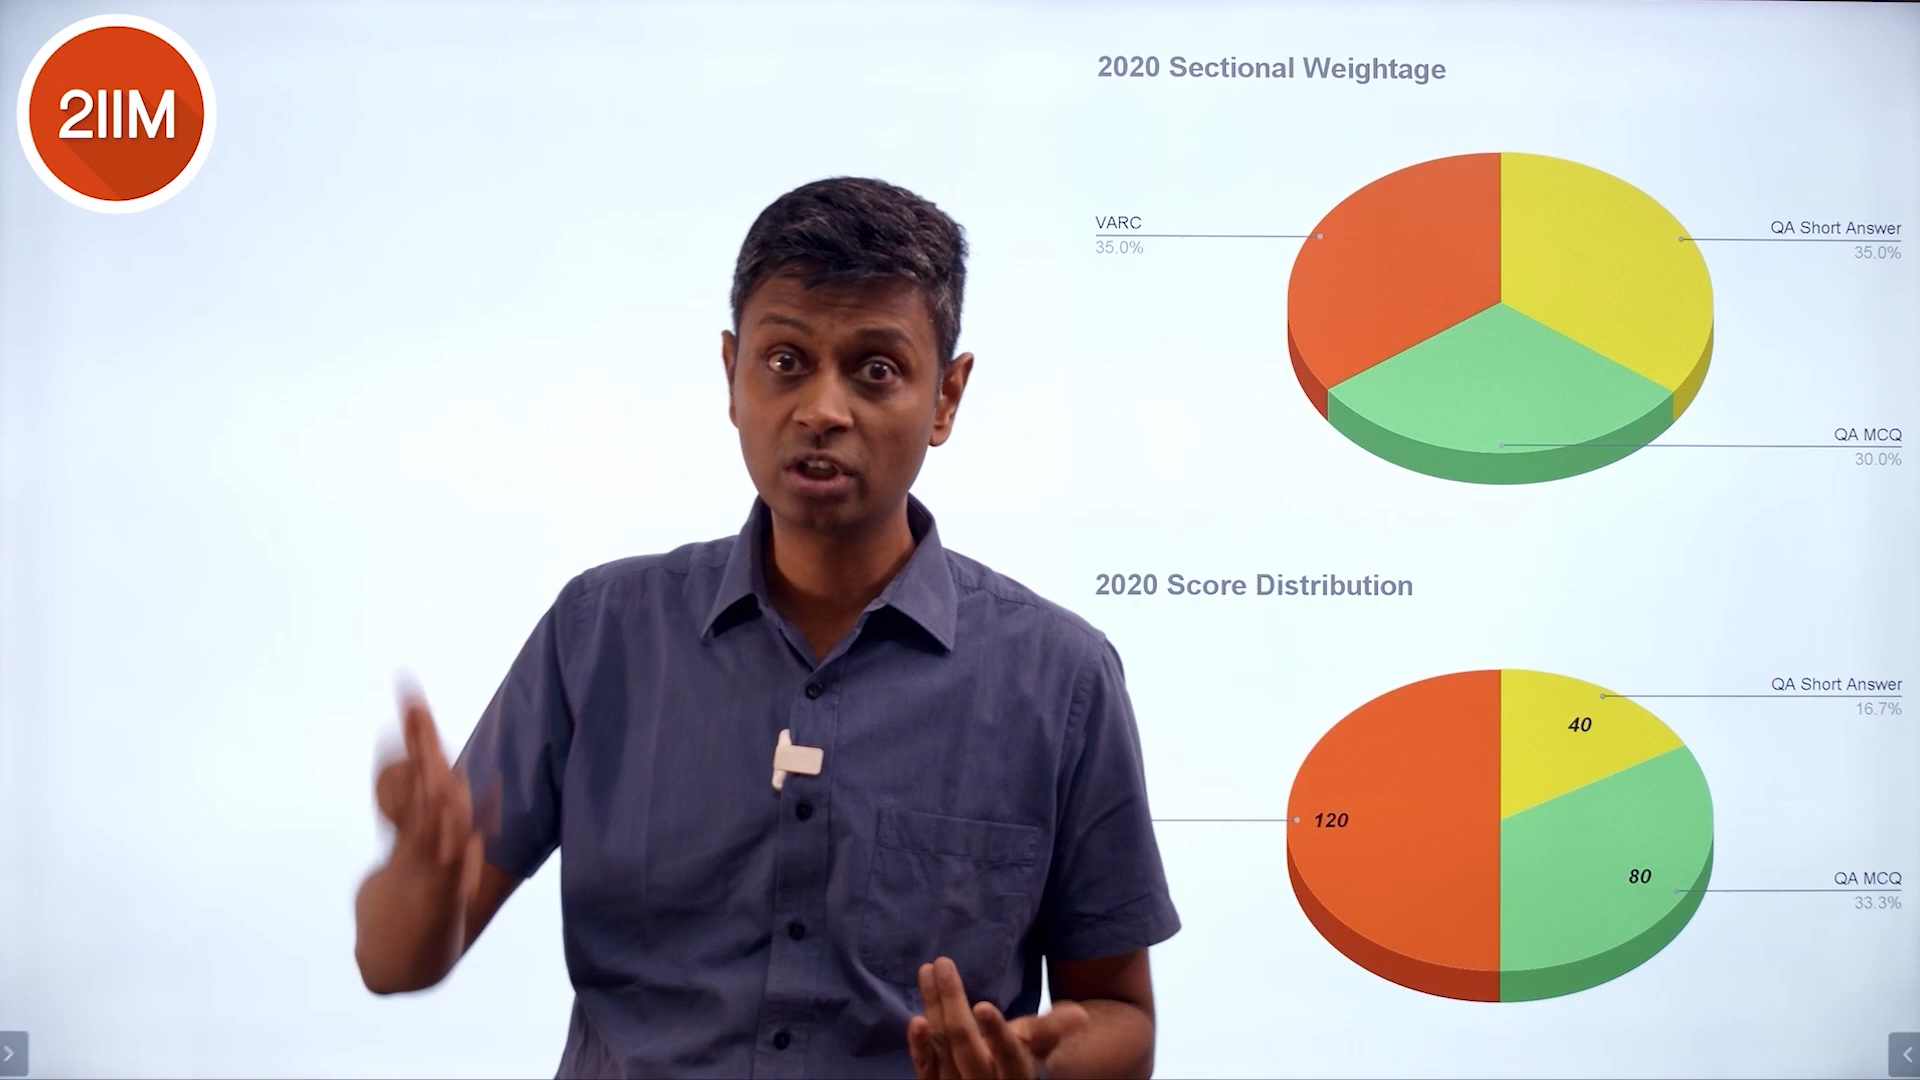 2IIM
2020 Sectional Weightage
VARC
35.0%
QA Short Answer
35.0%
QA MCQ
30.0%
2020 Score Distribution
QA Short Answer
16.7%
40
120
80
QA MCQ
33.3%